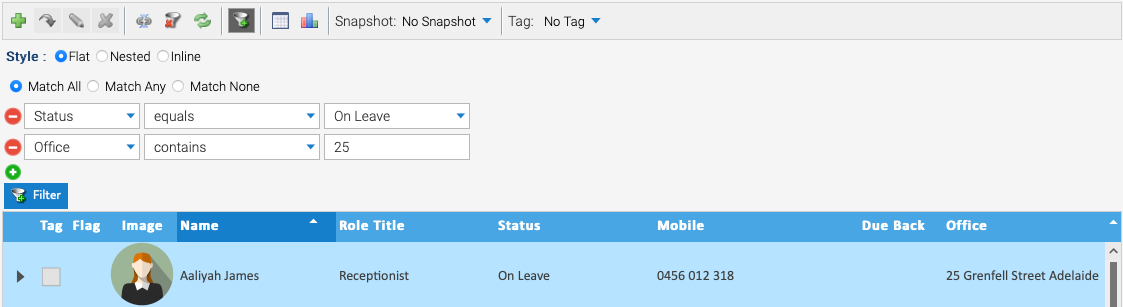 Snapshot: No Snapshot Tag: No Tag
Style : Flat Nested Inline
Match All Match Any Match None
Status equals On Leave
Office contains 25
Filter
Tag Flag Image Name Role Title Status Mobile Due Back Office
Aaliyah James Receptionist On Leave 0456 012 318 25 Grenfell Street Adelaide